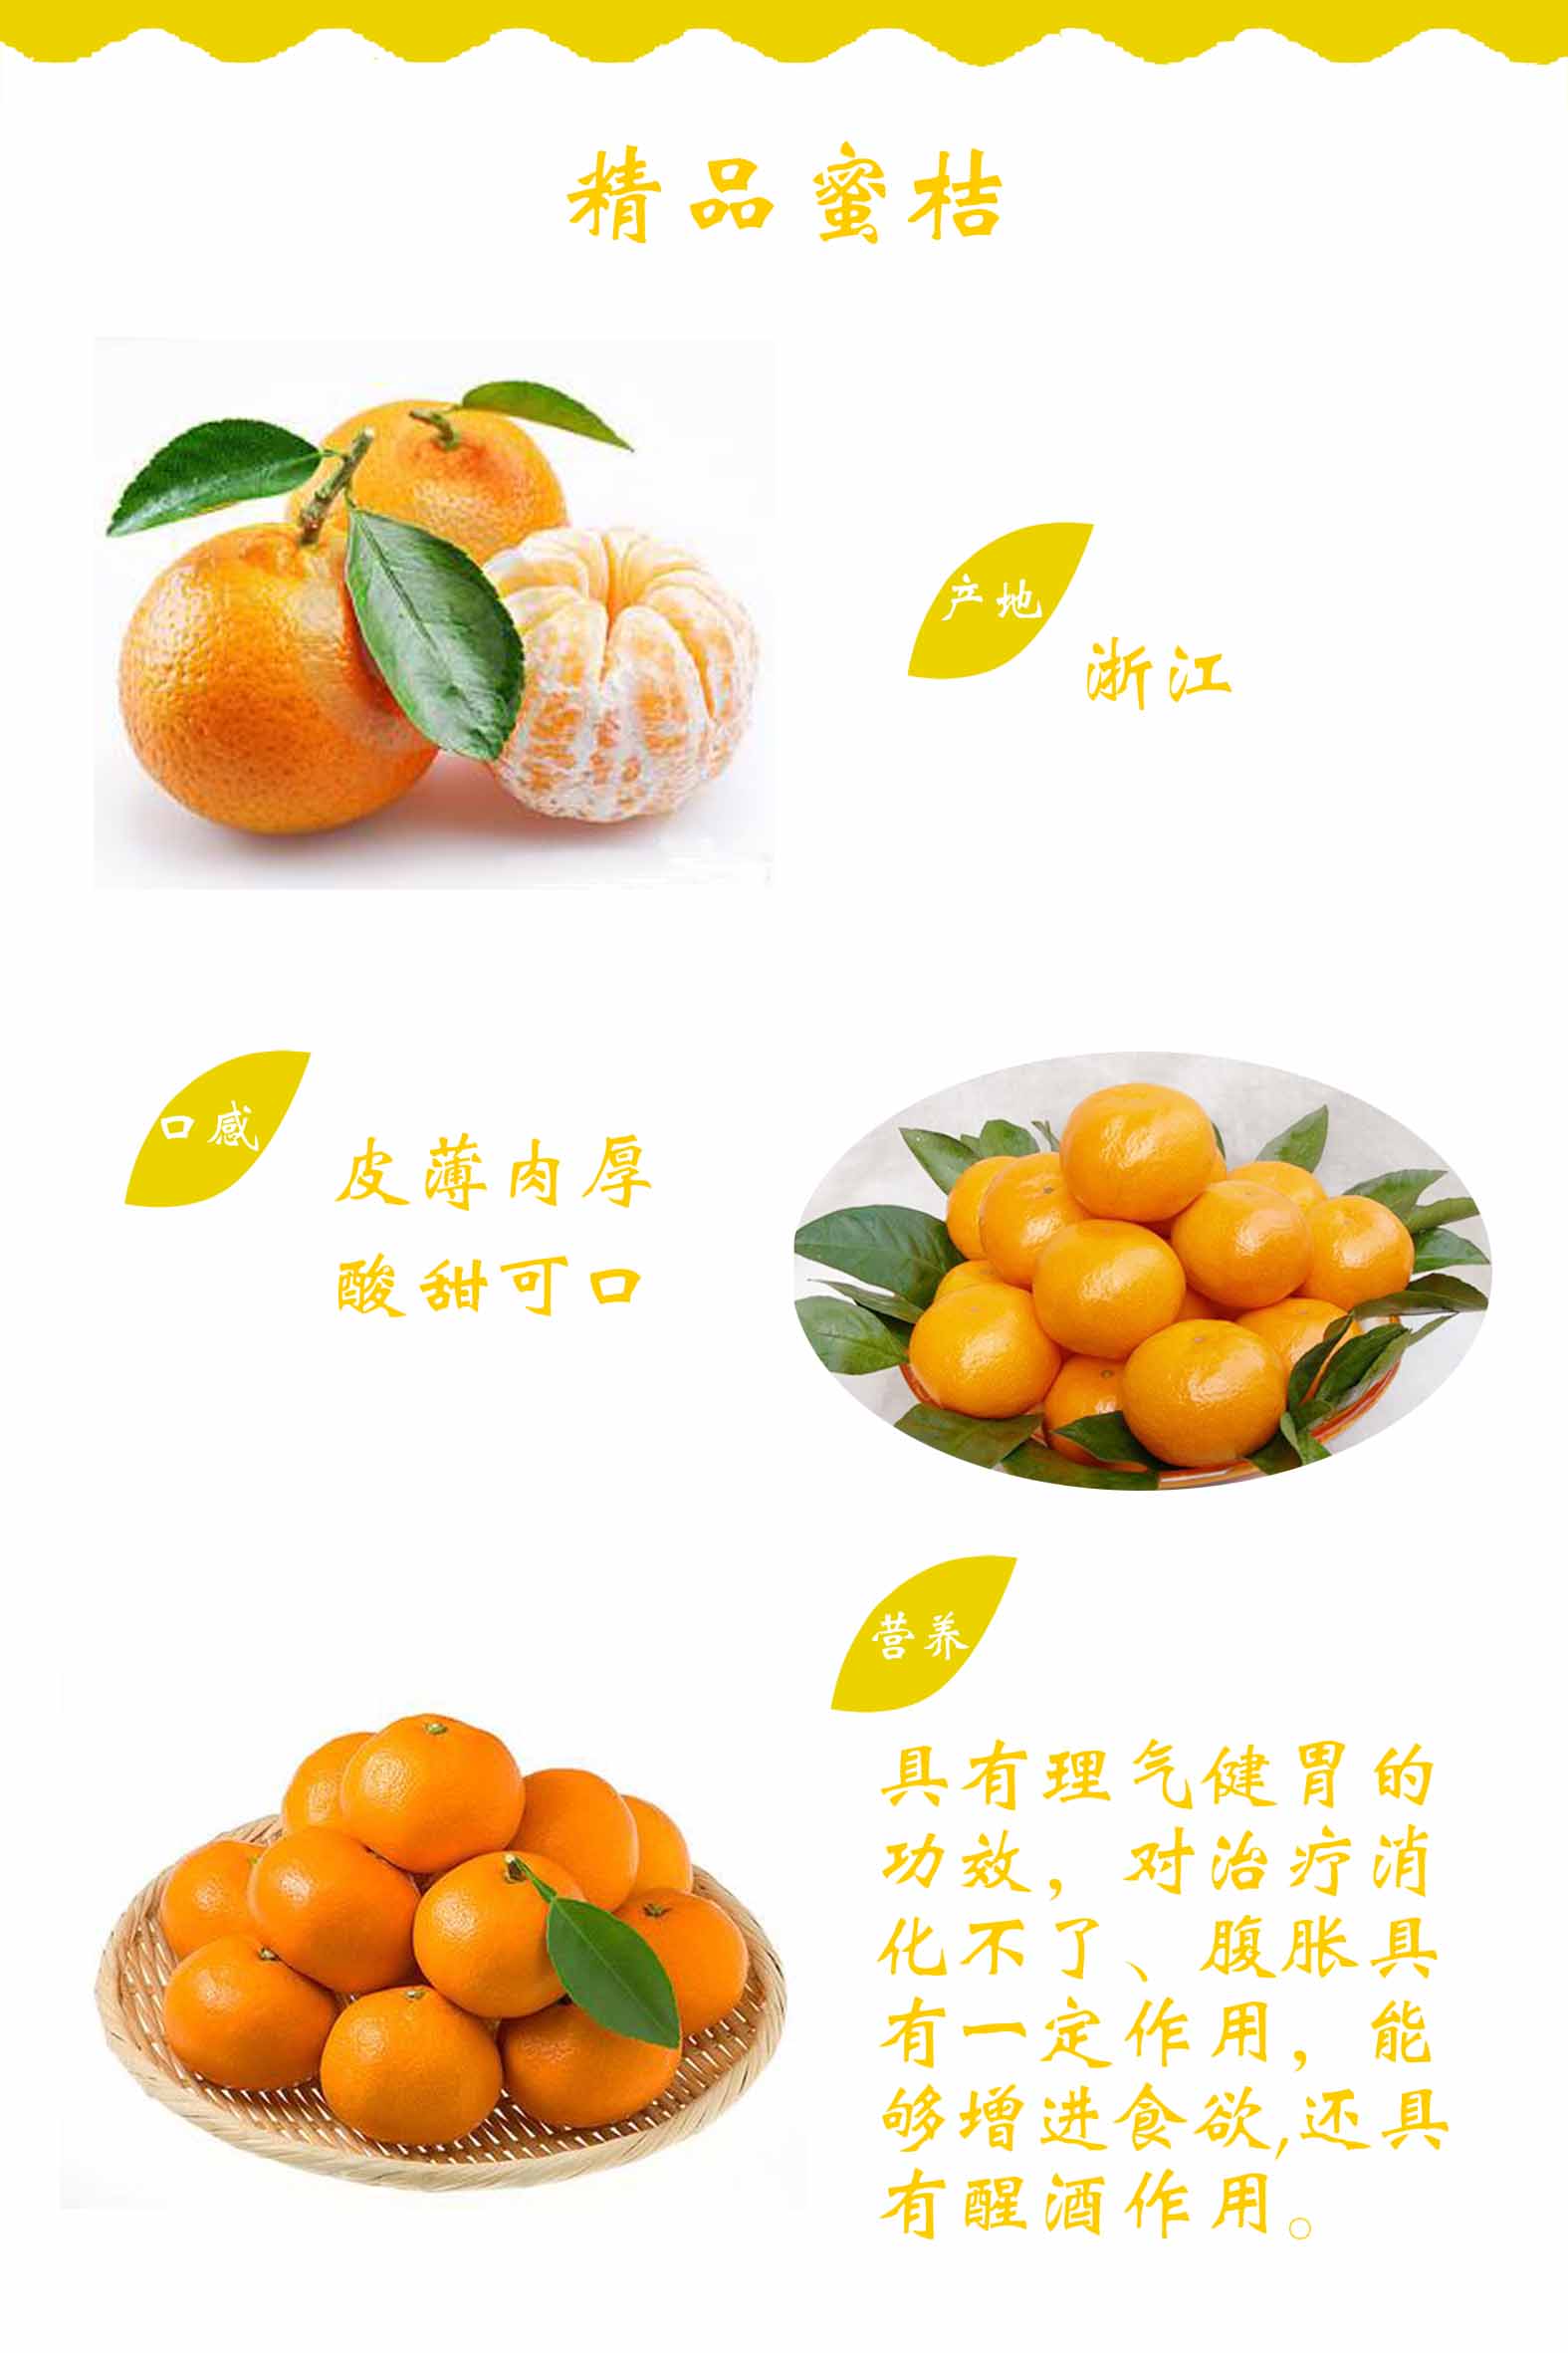 精品蜜桔
产地
浙江
口感
皮薄肉厚
酸甜可口
营养
具有理气健胃的
功效，对治疗消
化不了、腹胀具
有一定作用，能
够增进食欲,还具
有醒酒作用。